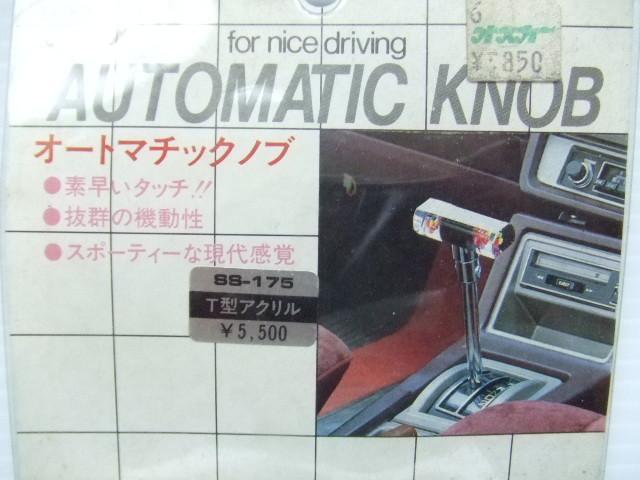 for nice driving
AUTOMATIC KNOB
オートマチックノブ
●素早いタッチ!!
●抜群の機動性
●スポーティーな現代感覚
SS-175
T型アクリル
¥5,500
6
850